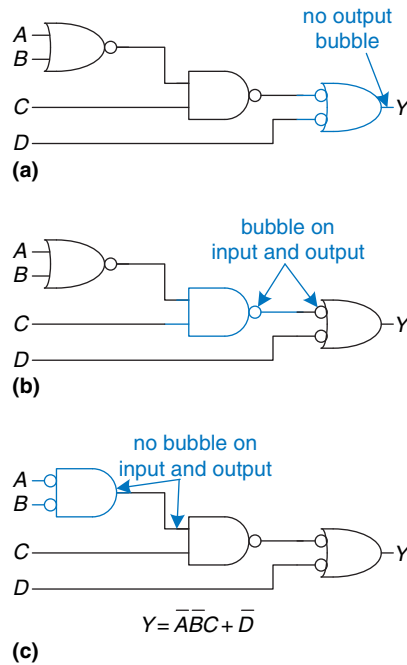 no output
bubble
A
B
C
Y
D
(a)
bubble on
input and output
A
B
C
Y
D
(b)
no bubble on
input and output
A
B
C
Y
D
Y = A̅B̅C + D̅
(c)